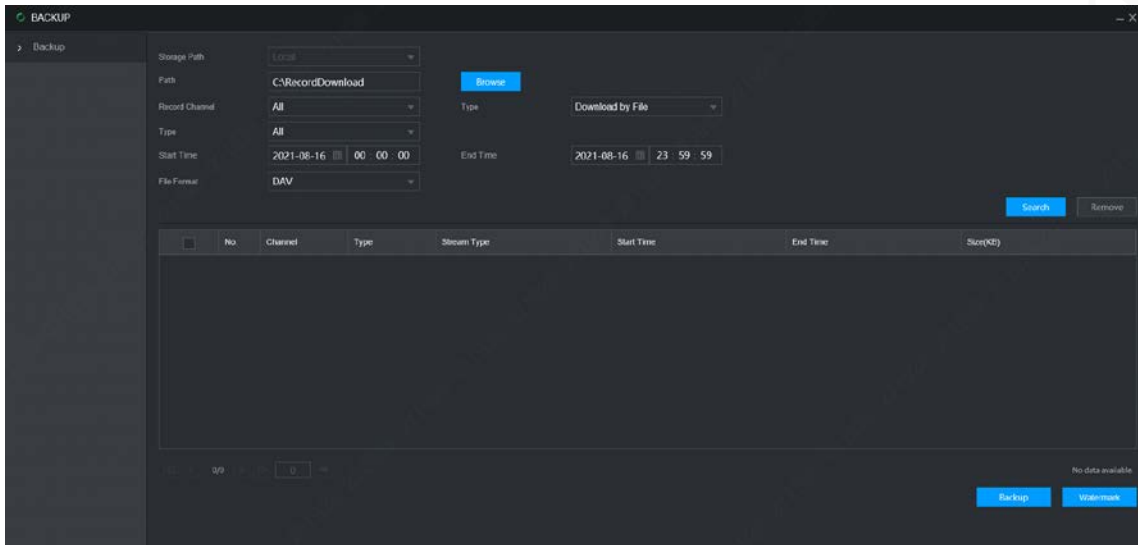 BACKUP
Backup
Storage Path Local
Path C:\RecordDownload Browse
Record Channel All Type Download by File
Type All
Start Time 2021-08-16 00 : 00 : 00 End Time 2021-08-16 23 : 59 : 59
File Format DAV
Search Remove
No. Channel Type Stream Type Start Time End Time Size(KB)
0/0 0 No data available
Backup Watermark